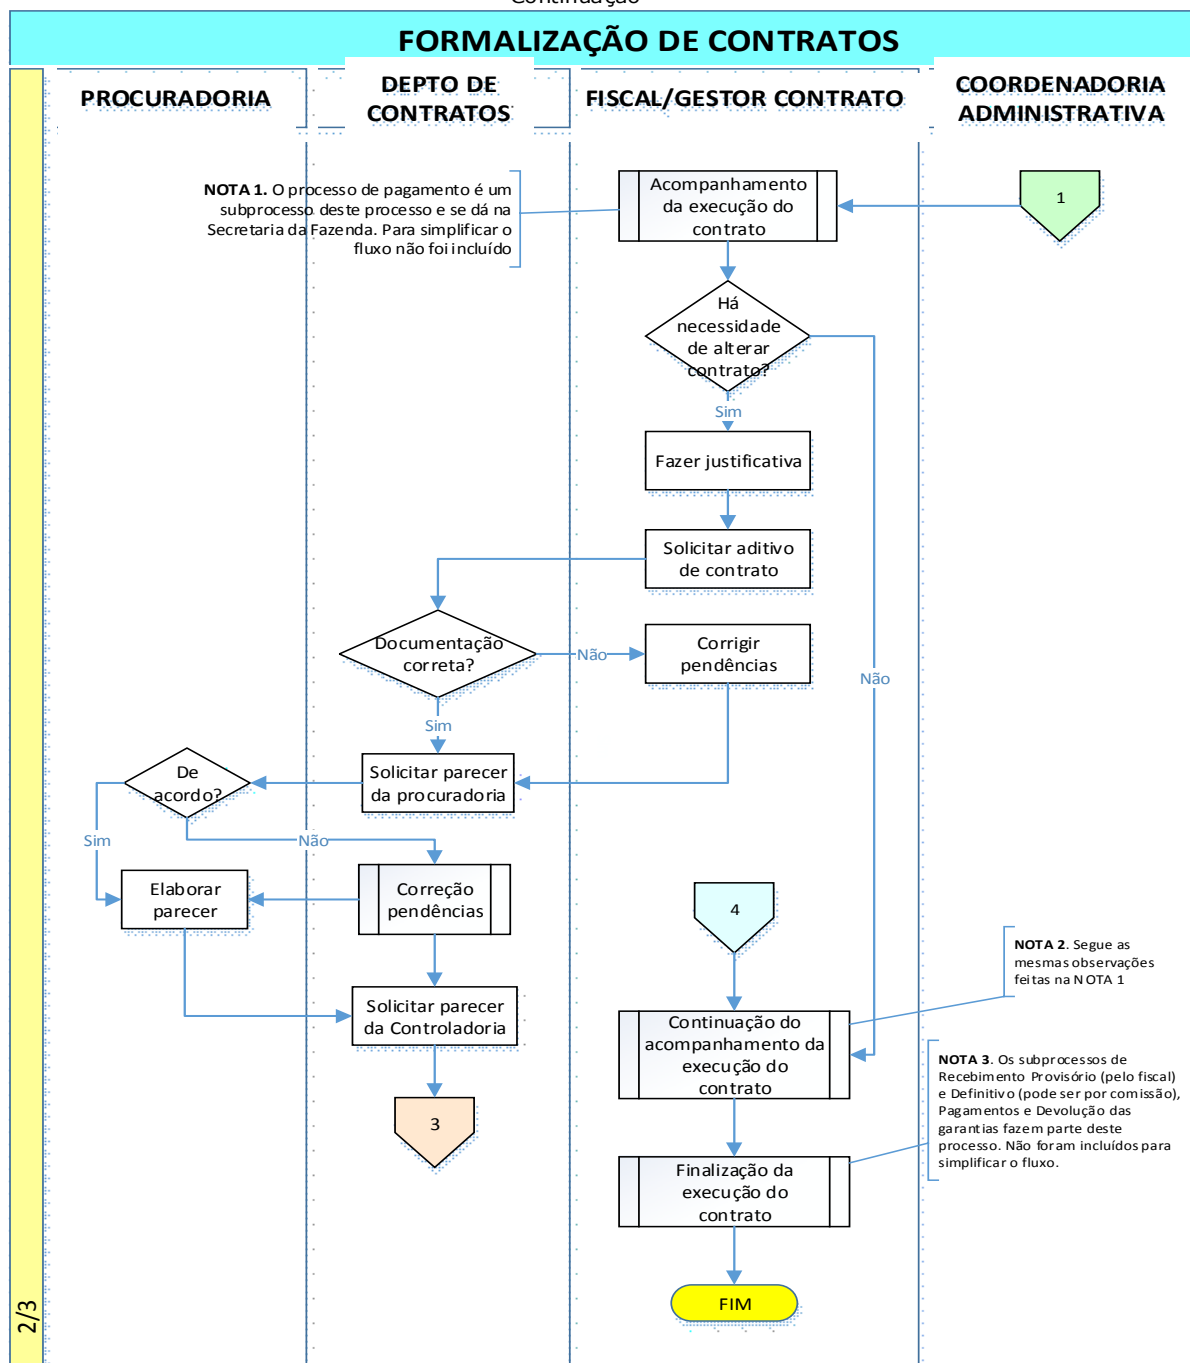 Continuação
FORMALIZAÇÃO DE CONTRATOS
PROCURADORIA
DEPTO DE
CONTRATOS
FISCAL/GESTOR CONTRATO
COORDENADORIA
ADMINISTRATIVA
NOTA 1. O processo de pagamento é um
subprocesso deste processo e se dá na
Secretaria da Fazenda. Para simplificar o
fluxo não foi incluído
Acompanhamento
da execução do
contrato
1
Há
necessidade
de alterar
contrato?
Sim
Fazer justificativa
Solicitar aditivo
de contrato
Documentação
correta?
Não
Corrigir
pendências
Não
Sim
De
acordo?
Solicitar parecer
da procuradoria
Sim
Não
Elaborar
parecer
Correção
pendências
4
NOTA 2. Segue as
mesmas observações
feitas na NOTA 1
Solicitar parecer
da Controladoria
Continuação do
acompanhamento da
execução do
contrato
NOTA 3. Os subprocessos de
Recebimento Provisório (pelo fiscal)
e Definitivo (pode ser por comissão),
Pagamentos e Devolução das
garantias fazem parte deste
processo. Não foram incluídos para
simplificar o fluxo.
3
Finalização da
execução do
contrato
FIM
2/3